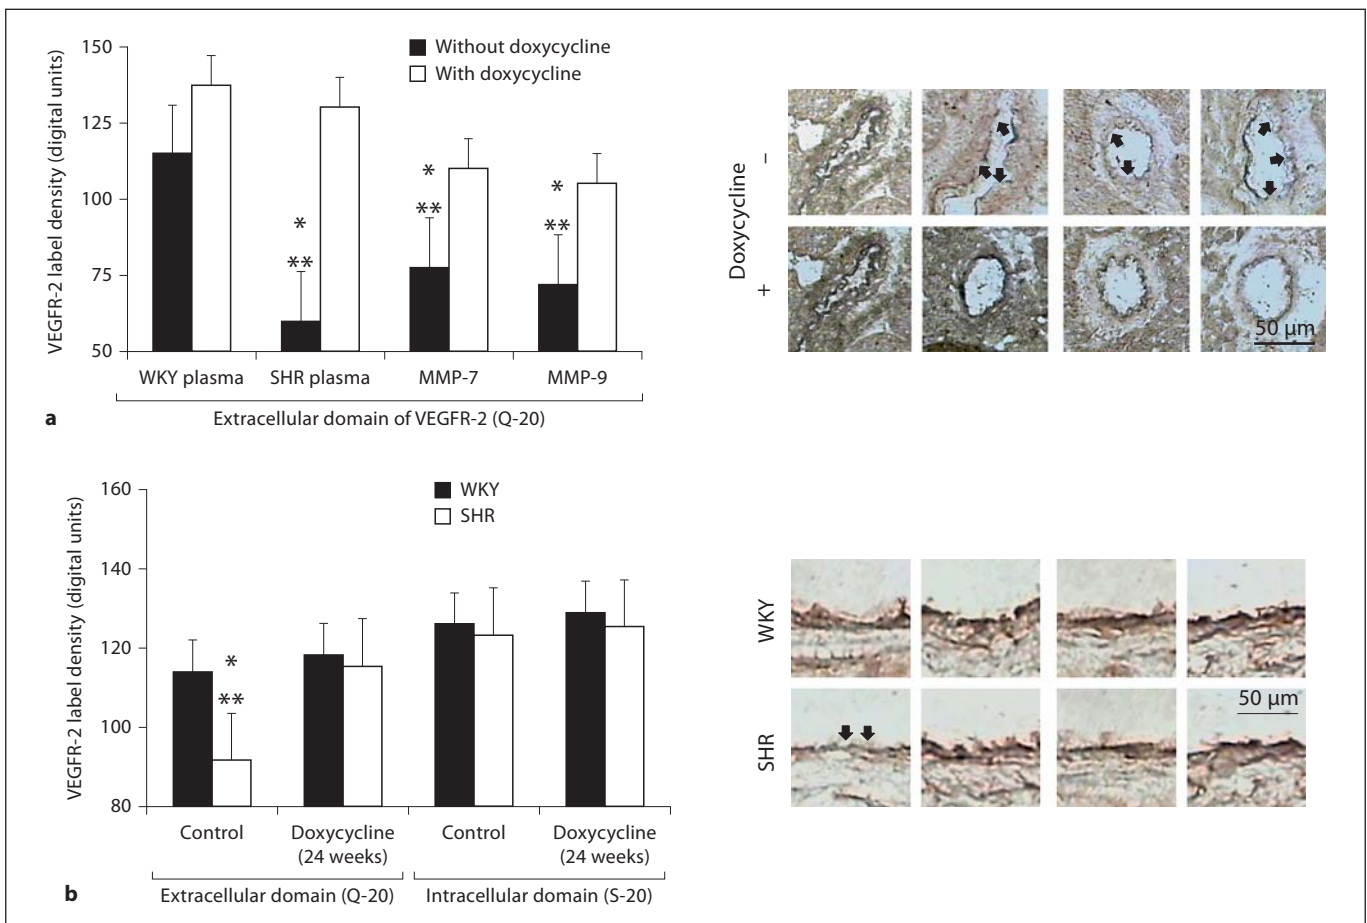 150
125
100
75
50
VEGFR-2 label density (digital units)
Without doxycycline
With doxycycline
*
**
*
**
*
**
WKY plasma
SHR plasma
MMP-7
MMP-9
Extracellular domain of VEGFR-2 (Q-20)
a
Doxycycline
–
+
50 µm
160
140
120
100
80
VEGFR-2 label density (digital units)
WKY
SHR
*
**
Control
Doxycycline
(24 weeks)
Control
Doxycycline
(24 weeks)
Extracellular domain (Q-20)
Intracellular domain (S-20)
b
WKY
SHR
50 µm